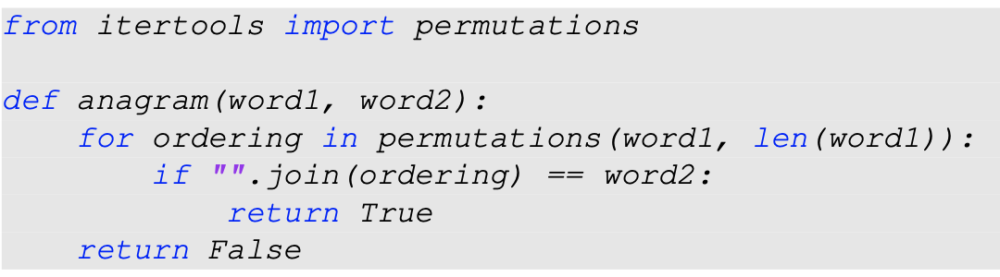 from itertools import permutations
def anagram(word1, word2):
    for ordering in permutations(word1, len(word1)):
        if "".join(ordering) == word2:
            return True
    return False